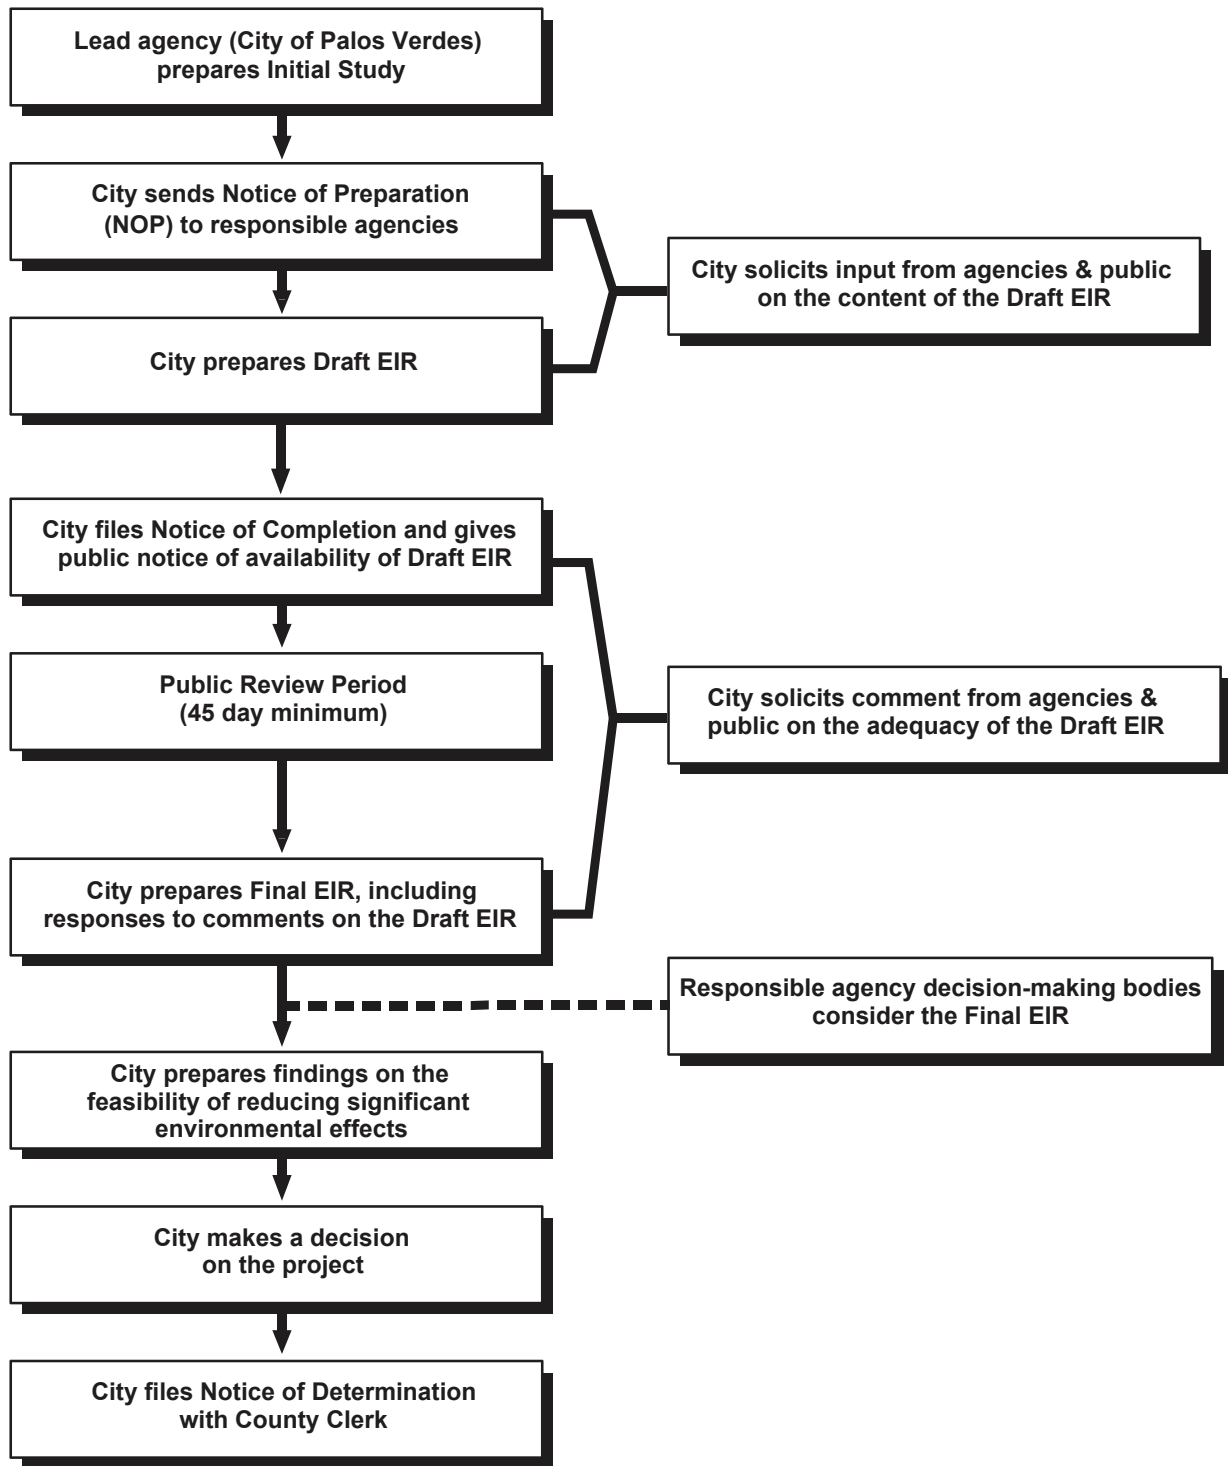 Lead agency (City of Palos Verdes)
prepares Initial Study
City sends Notice of Preparation
(NOP) to responsible agencies
City solicits input from agencies & public
on the content of the Draft EIR
City prepares Draft EIR
City files Notice of Completion and gives
public notice of availability of Draft EIR
Public Review Period
(45 day minimum)
City solicits comment from agencies &
public on the adequacy of the Draft EIR
City prepares Final EIR, including
responses to comments on the Draft EIR
Responsible agency decision-making bodies
consider the Final EIR
City prepares findings on the
feasibility of reducing significant
environmental effects
City makes a decision
on the project
City files Notice of Determination
with County Clerk